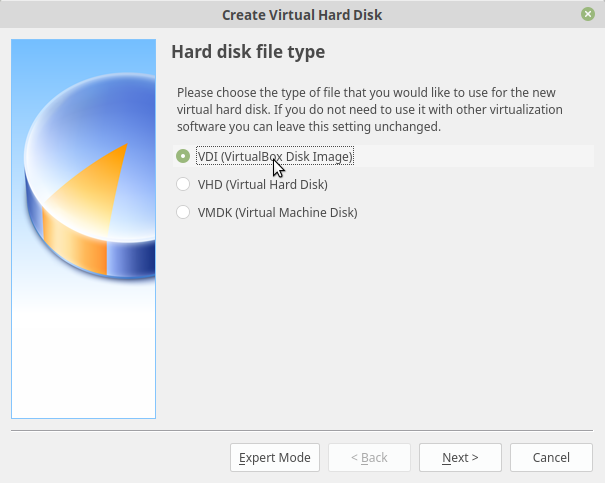 Create Virtual Hard Disk
Hard disk file type
Please choose the type of file that you would like to use for the new
virtual hard disk. If you do not need to use it with other virtualization
software you can leave this setting unchanged.
VDI (VirtualBox Disk Image)
VHD (Virtual Hard Disk)
VMDK (Virtual Machine Disk)
Expert Mode
< Back
Next >
Cancel